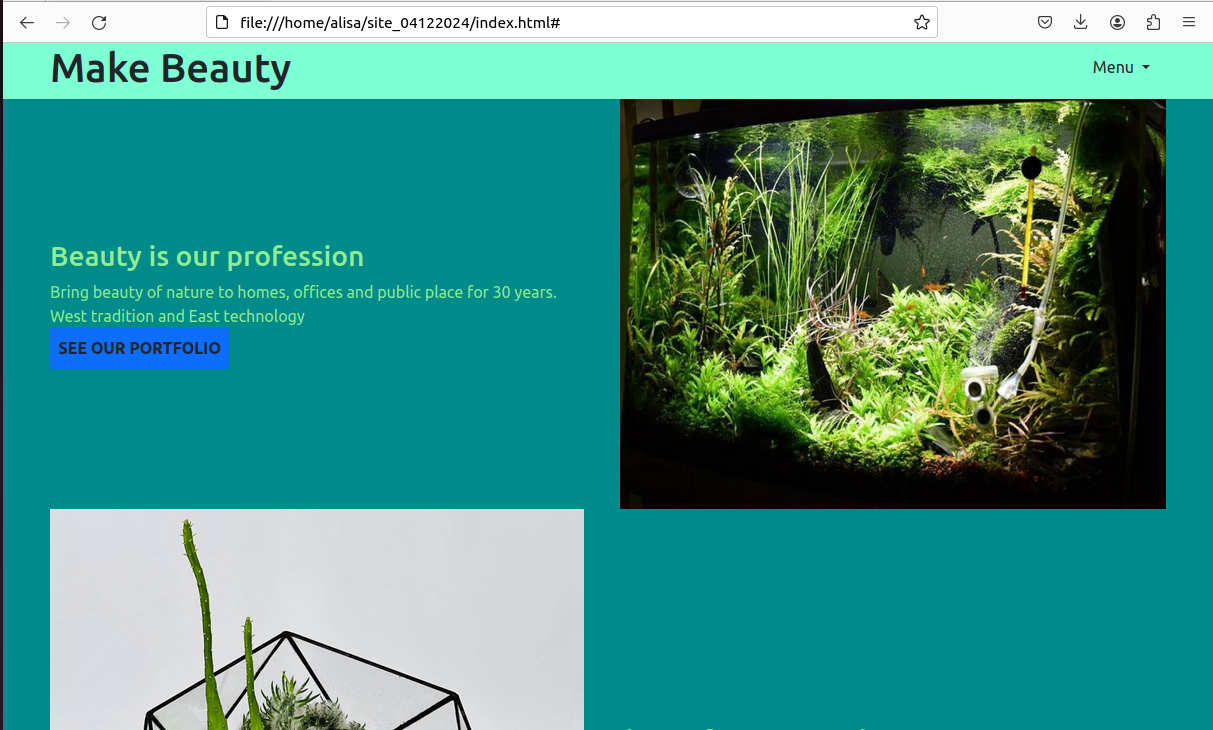 file:///home/alisa/site_04122024/index.html#
Make Beauty
Menu
Beauty is our profession
Bring beauty of nature to homes, offices and public place for 30 years.
West tradition and East technology
SEE OUR PORTFOLIO